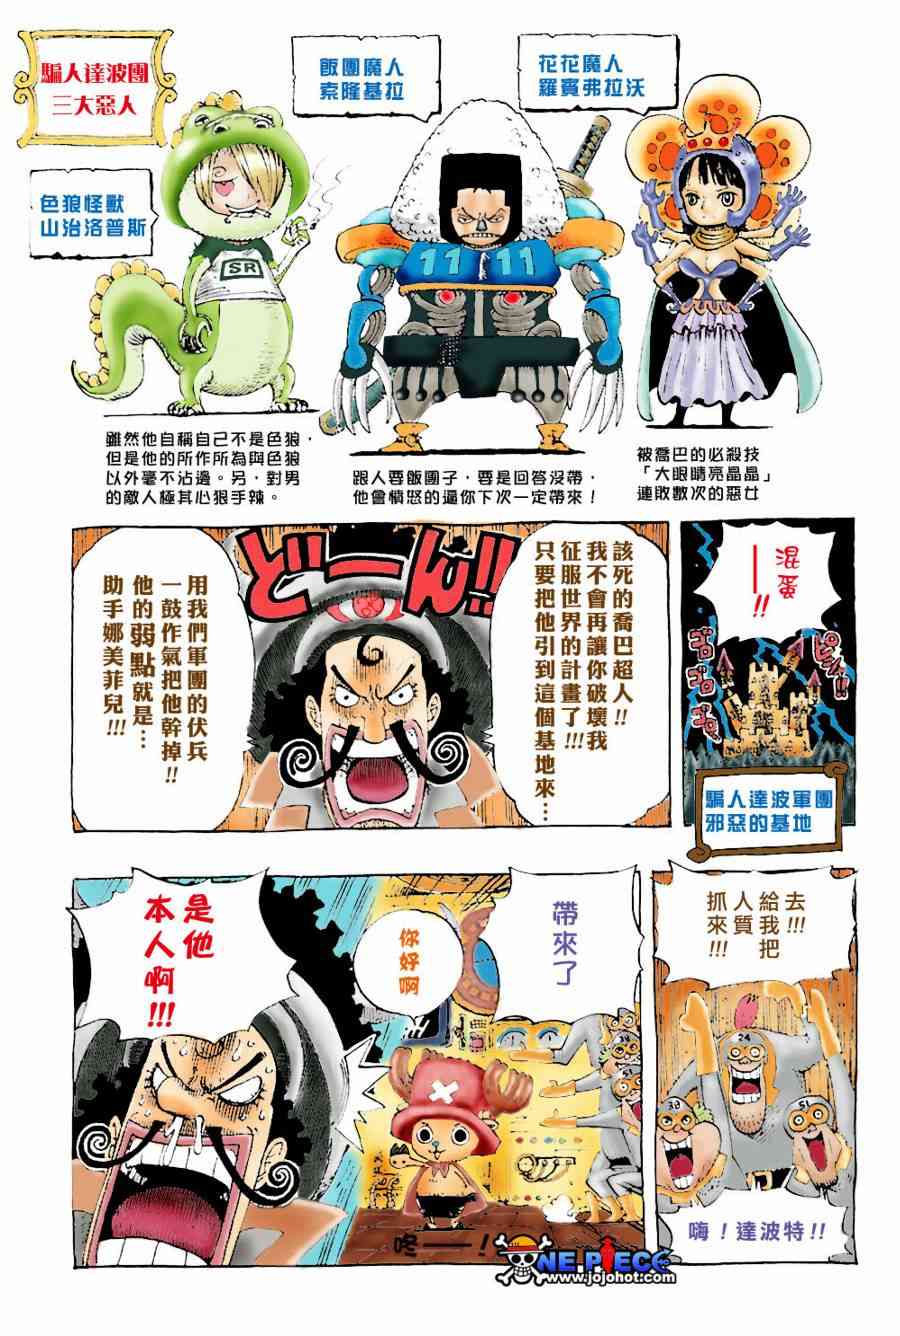 騙人達波團
三大惡人
色狼怪獸
山治洛普斯
飯團魔人
索隆基拉
花花魔人
羅賓弗拉沃
SR
11 11
雖然他自稱自己不是色狼，
但是他的所作所為與色狼
以外毫不沾邊。另，對男
的敵人極其心狠手辣。
跟人要飯團子，要是回答沒帶，
他會憤怒的逼你下次一定帶來！
被喬巴的必殺技
「大眼睛亮晶晶」
連敗數次的惡女
混蛋
——!!
ゴロゴロゴロ
騙人達波軍團
邪惡的基地
該死的喬巴超人!!
我不會再讓你破壞我
征服世界的計畫了!!!
只要把他引到這個基地來…
どーん!!
用我們軍團的伏兵
一鼓作氣把他幹掉!!
他的弱點就是…
助手娜美菲兒!!!
去!!!
給我把
人質
抓來!!!
24
15
嗨！達波特!!
帶來了
你好啊
咚——！
是他
本人啊!!!
ONE PIECE
www.jojohot.com